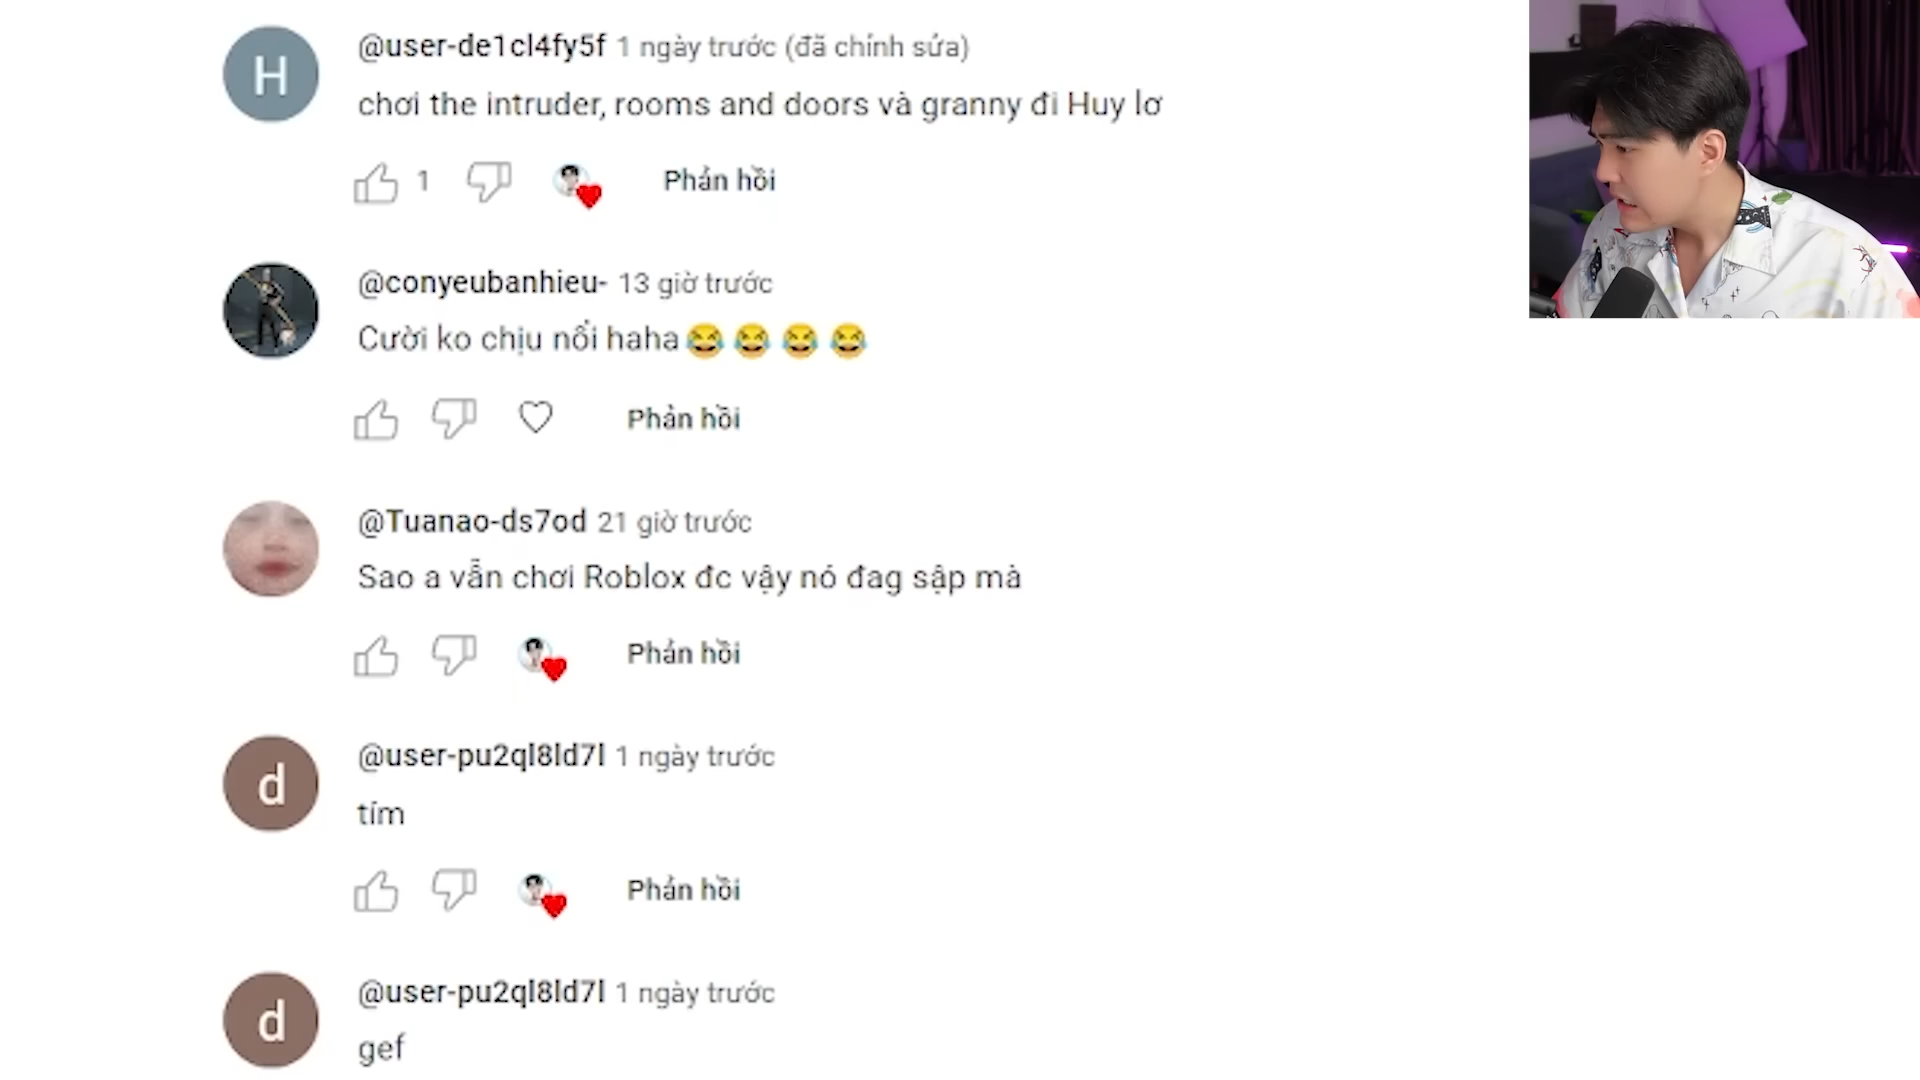 H
@user-de1cl4fy5f 1 ngày trước (đã chỉnh sửa)
chơi the intruder, rooms and doors và granny đi Huy lơ
1 Phản hồi
@conyeubanhieu- 13 giờ trước
Cười ko chịu nổi haha😂😂😂😂
Phản hồi
@Tuanao-ds7od 21 giờ trước
Sao a vẫn chơi Roblox đc vậy nó đag sập mà
Phản hồi
d
@user-pu2ql8ld7l 1 ngày trước
tím
Phản hồi
d
@user-pu2ql8ld7l 1 ngày trước
gef